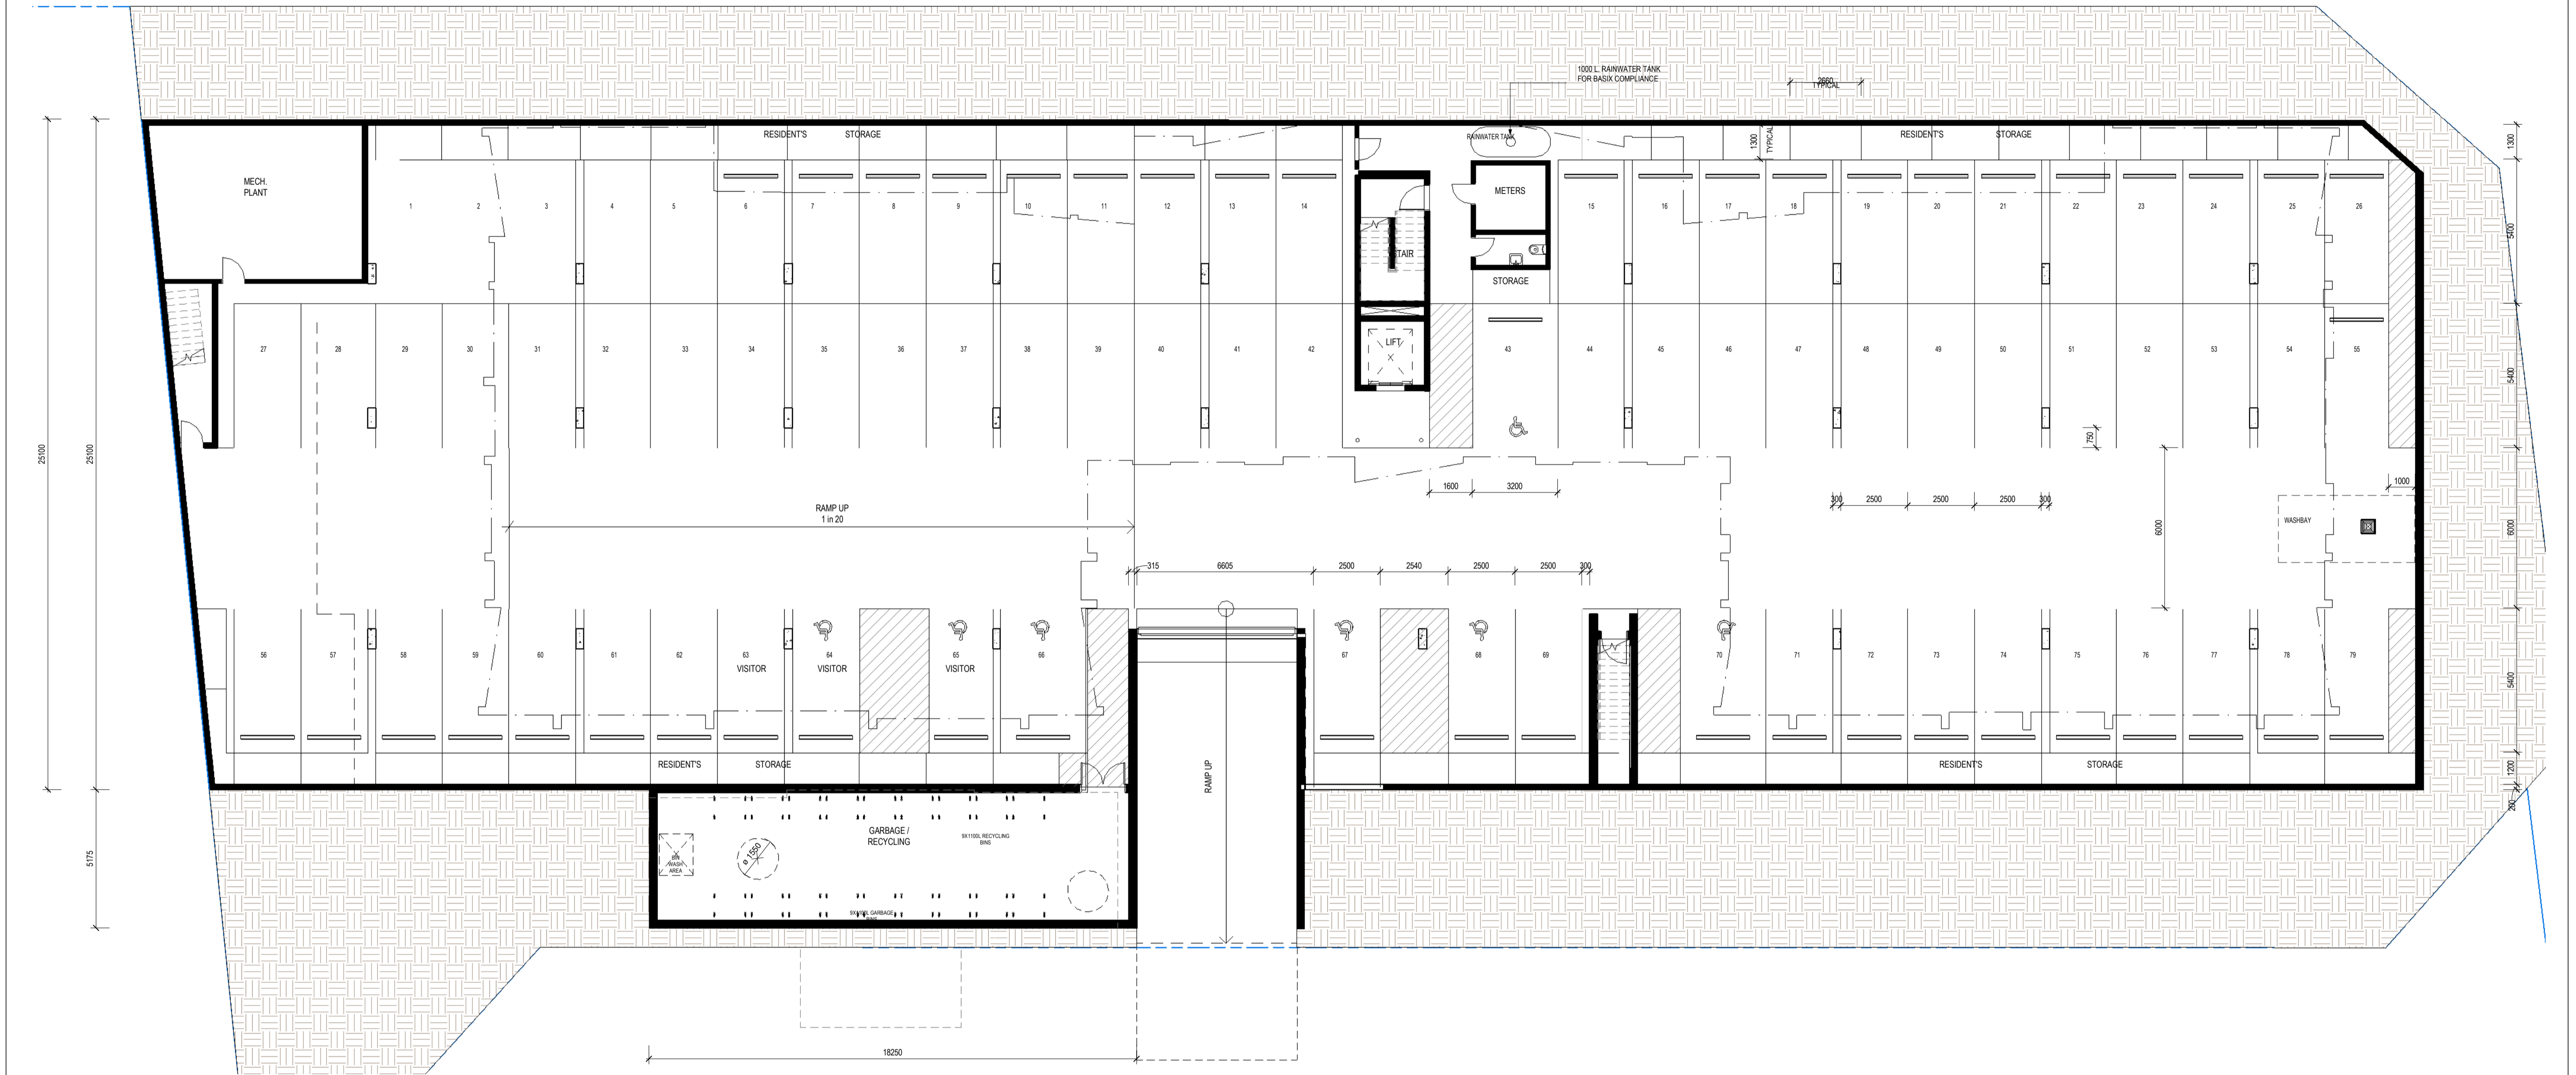 1000 L. RAINWATER TANK
FOR BASIX COMPLIANCE
2660
TYPICAL
RESIDENT'S STORAGE
RAINWATER TANK
1300
TYPICAL
RESIDENT'S STORAGE
1300
MECH.
PLANT
METERS
1 2 3 4 5 6 7 8 9 10 11 12 13 14
15 16 17 18 19 20 21 22 23 24 25 26
5400
STAIR
STORAGE
LIFT
27 28 29 30 31 32 33 34 35 36 37 38 39 40 41 42
43 44 45 46 47 48 49 50 51 52 53 54 55
5400
25100
25100
750
1600 3200
300 2500 2500 2500 300
1000
RAMP UP
1 in 20
WASHBAY
6000
6000
315 6605 2500 2540 2500 2500 300
56 57 58 59 60 61 62 63 64 65 66
VISITOR VISITOR VISITOR
67 68 69 70 71 72 73 74 75 76 77 78 79
5400
RESIDENT'S STORAGE
RAMP UP
RESIDENT'S STORAGE
1200
200
GARBAGE /
RECYCLING
9X1100L RECYCLING
BINS
BIN
WASH
AREA
ø 1550
9X1100L GARBAGE
BINS
5175
18250